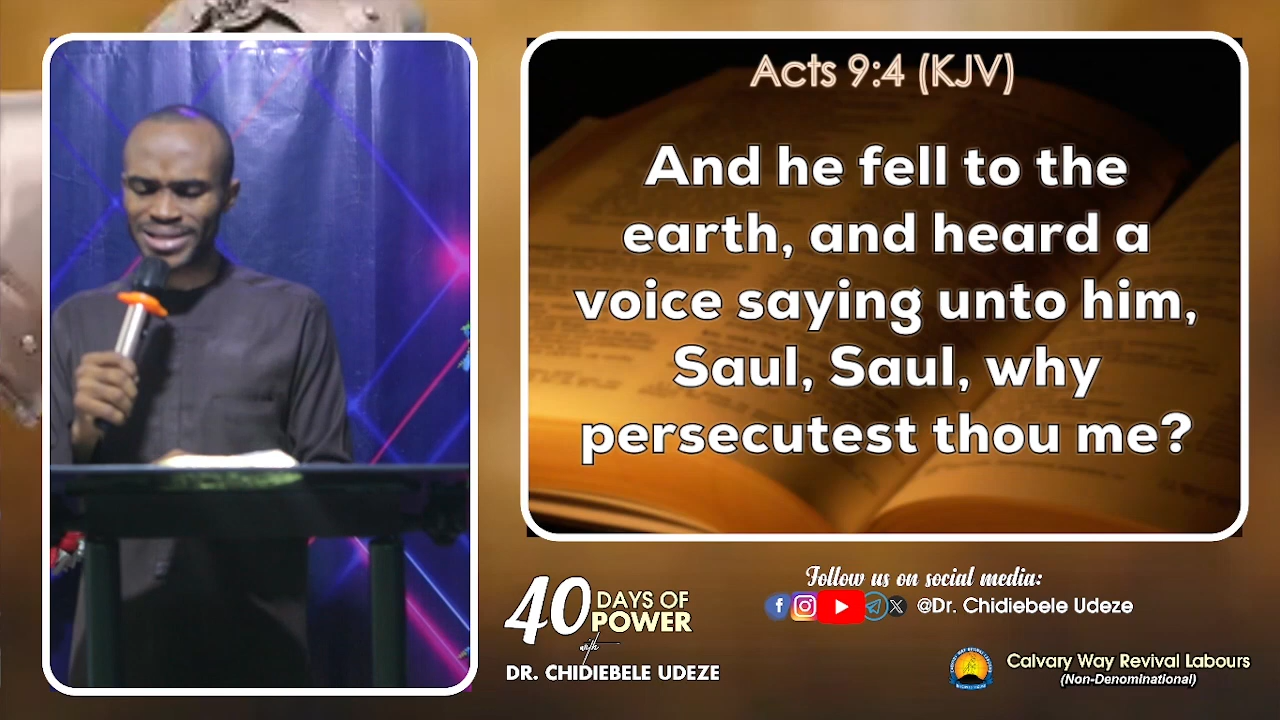 Acts 9:4 (KJV)
And he fell to the
earth, and heard a
voice saying unto him,
Saul, Saul, why
persecutest thou me?
40 DAYS OF
POWER
with
DR. CHIDIEBELE UDEZE
Follow us on social media:
@Dr. Chidiebele Udeze
Calvary Way Revival Labours
(Non-Denominational)